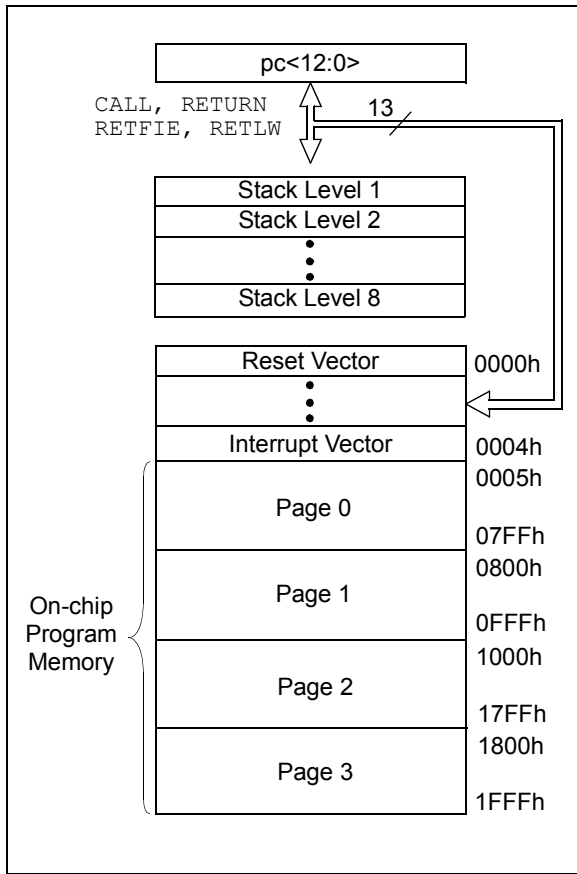 pc<12:0>
CALL, RETURN
RETFIE, RETLW
13
Stack Level 1
Stack Level 2
Stack Level 8
Reset Vector
0000h
Interrupt Vector
0004h
0005h
Page 0
07FFh
0800h
Page 1
0FFFh
On-chip
Program
Memory
1000h
Page 2
17FFh
1800h
Page 3
1FFFh